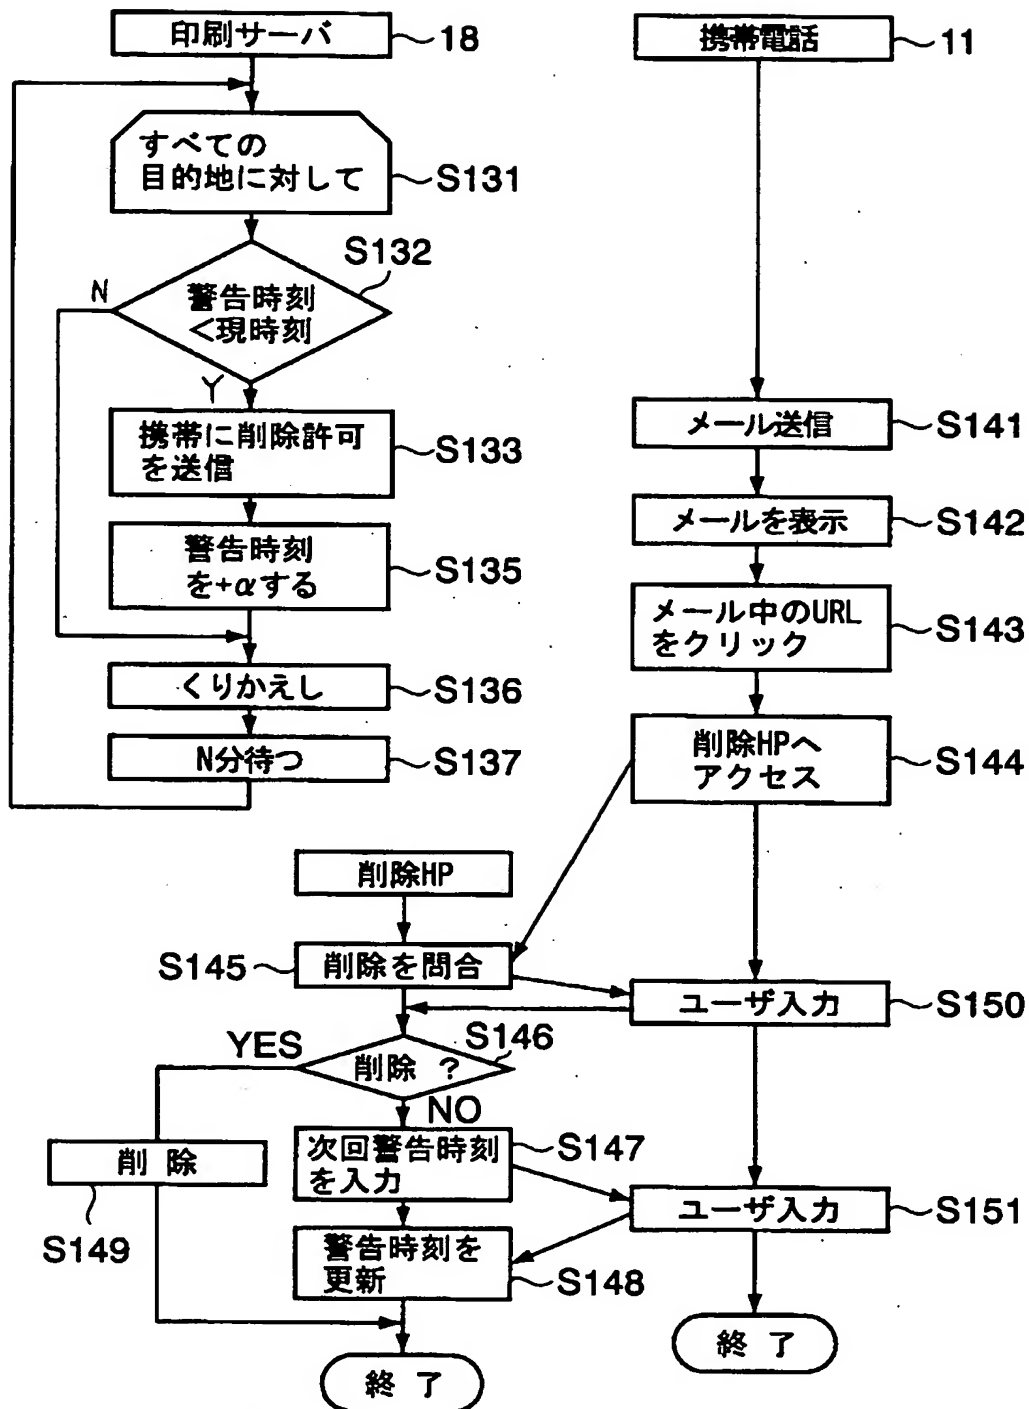 印刷サーバ
18
すべての
目的地に対して
S131
S132
警告時刻
<現時刻
N
Y
携帯に削除許可
を送信
S133
警告時刻
を+αする
S135
くりかえし
S136
N分待つ
S137
携帯電話
11
メール送信
S141
メールを表示
S142
メール中のURL
をクリック
S143
削除HPへ
アクセス
S144
削除HP
S145
削除を問合
ユーザ入力
S150
S146
削除 ?
YES
NO
削 除
S149
次回警告時刻
を入力
S147
ユーザ入力
S151
警告時刻を
更新
S148
終 了
終 了